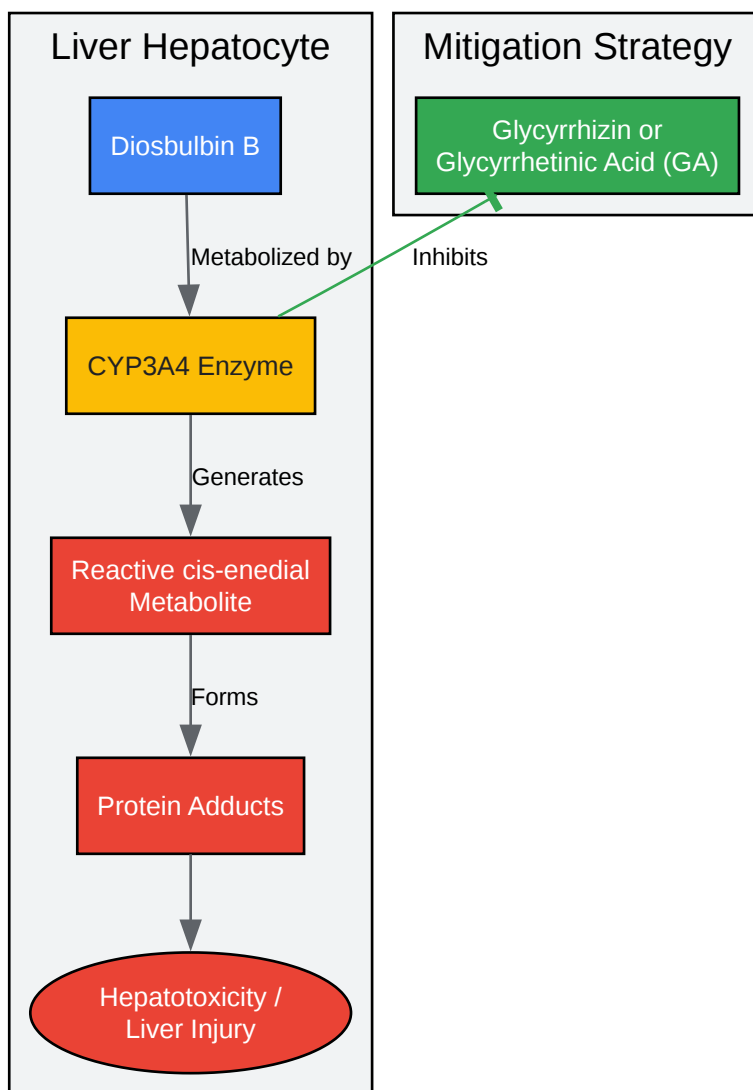 Liver Hepatocyte
Mitigation Strategy
Diosbulbin B
Glycyrrhizin or
Glycyrrhetinic Acid (GA)
Metabolized by
Inhibits
CYP3A4 Enzyme
Generates
Reactive cis-enedial
Metabolite
Forms
Protein Adducts
Hepatotoxicity /
Liver Injury